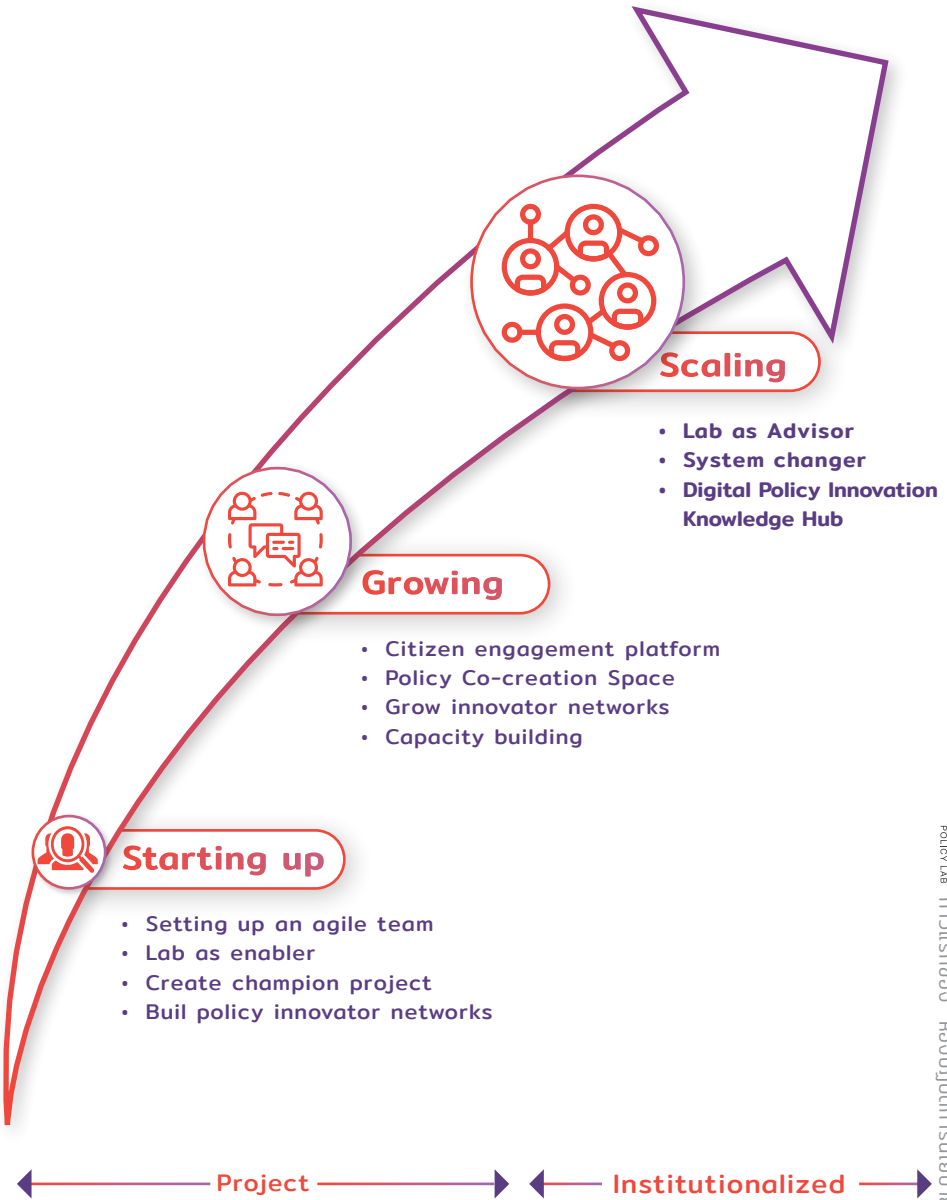 Scaling
• Lab as Advisor
• System changer
• Digital Policy Innovation
Knowledge Hub
Growing
• Citizen engagement platform
• Policy Co-creation Space
• Grow innovator networks
• Capacity building
Starting up
• Setting up an agile team
• Lab as enabler
• Create champion project
• Buil policy innovator networks
Project
Institutionalized
POLICY LAB